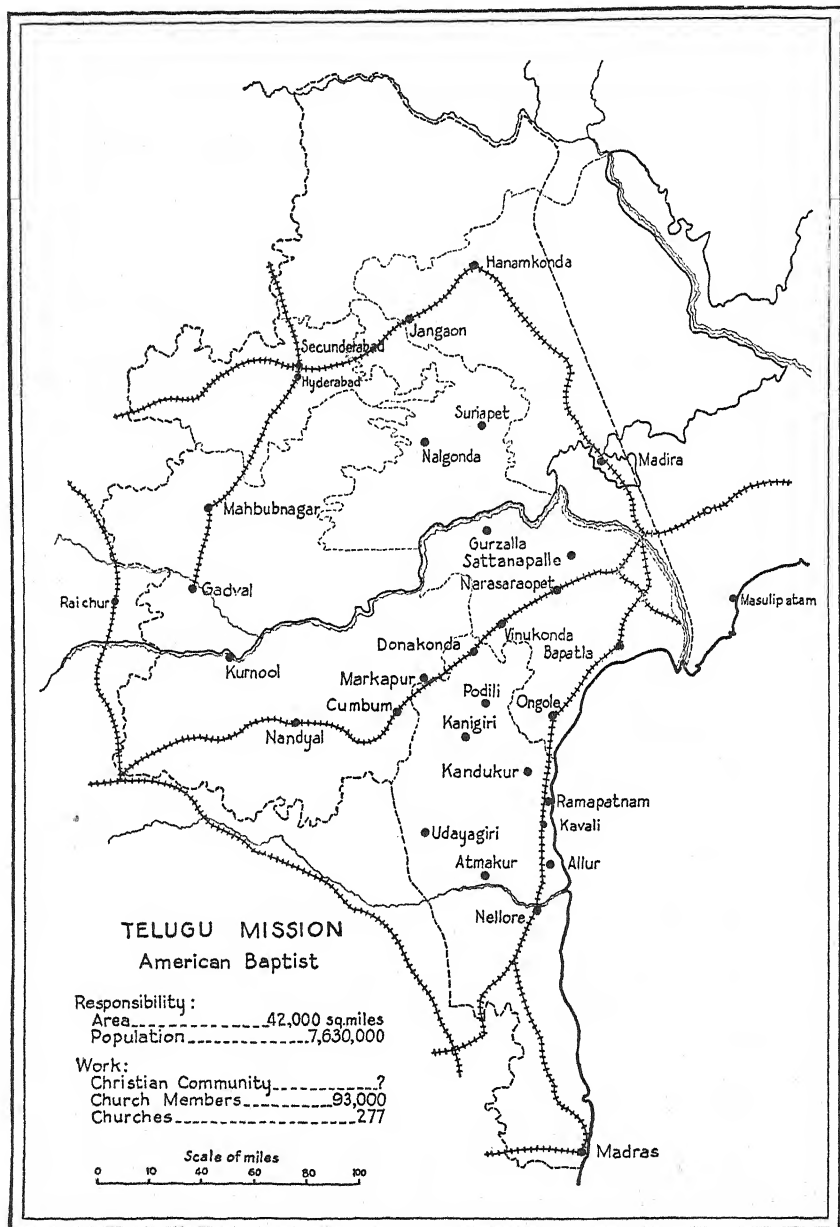 Hanamkonda
Jangaon
Secunderabad
Hyderabad
Suriapet
Nalgonda
Madira
Mahbubnagar
Gurzalla
Sattanapalle
Gadval
Narasaraopet
Raichur
Masulipatam
Vinukonda
Donakonda
Bapatla
Kurnool
Markapur
Podili
Cumbum
Ongole
Nandyal
Kanigiri
Kandukur
Ramapatnam
Kavali
Udayagiri
Allur
Atmakur
Nellore
TELUGU MISSION
American Baptist
Responsibility:
Area 42,000 sq.miles
Population 7,630,000
Work:
Christian Community ?
Church Members 93,000
Churches 277
Scale of miles
0 10 20 40 60 80 100
Madras